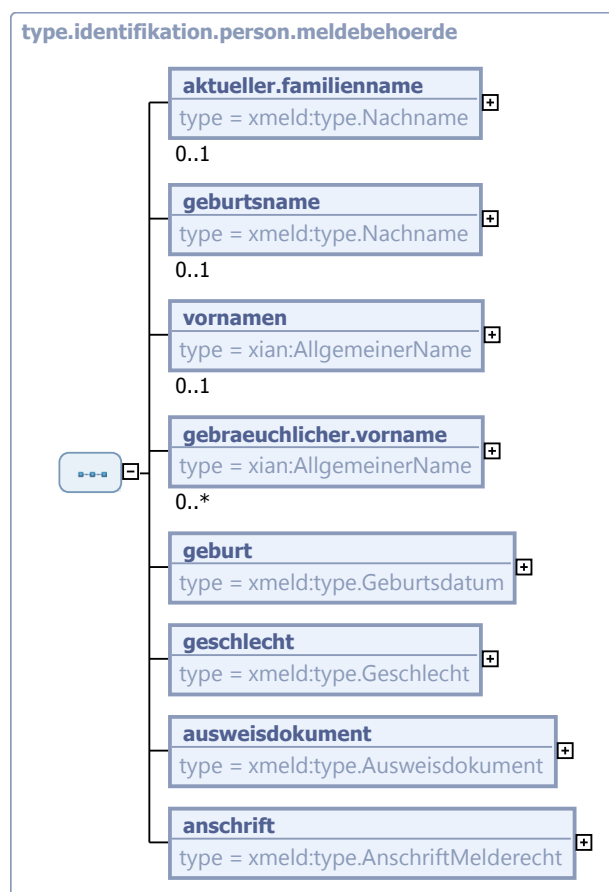 type.identifikation.person.meldebehoerde
aktueller.familienname
type = xmeld:type.Nachname
0..1
geburtsname
type = xmeld:type.Nachname
0..1
vornamen
type = xian:AllgemeinerName
0..1
gebraeuchlicher.vorname
type = xian:AllgemeinerName
0..*
geburt
type = xmeld:type.Geburtsdatum
geschlecht
type = xmeld:type.Geschlecht
ausweisdokument
type = xmeld:type.Ausweisdokument
anschrift
type = xmeld:type.AnschriftMelderecht